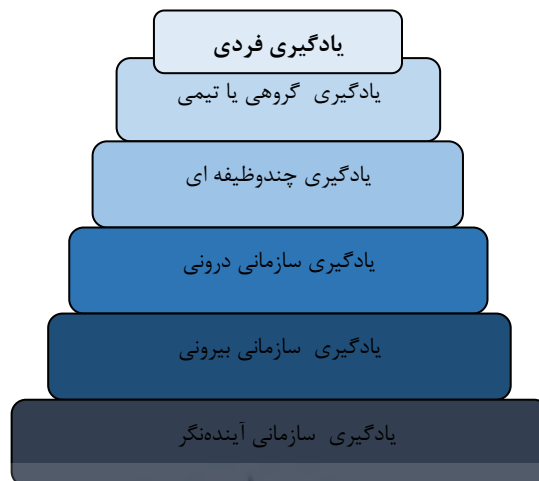 یادگیری فردی
یادگیری گروهی یا تیمی
یادگیری چندوظیفه ای
یادگیری سازمانی درونی
یادگیری سازمانی بیرونی
یادگیری سازمانی آینده‌نگر